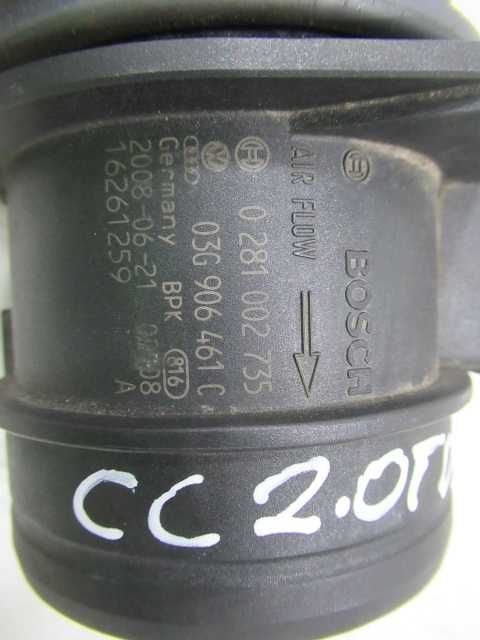 BOSCH
AIR FLOW
0 281 002 735
03G 906 461 C
Germany BPK 816
2008-06-21
16261259 A
CC 2.0T